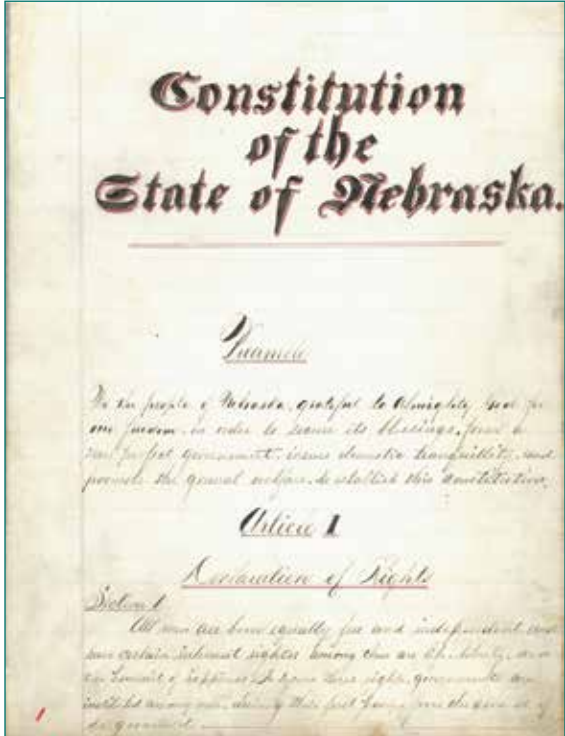 Constitution
of the
State of Nebraska.
Preamble
We the people of Nebraska, grateful to Almighty God for
our freedom, in order to secure its blessings, form a
more perfect government, insure domestic tranquillity, and
promote the general welfare, do establish this constitution.
Article I
Declaration of Rights
Section 1
All men are born equally free and independent and
have certain inherent rights; among them are life, liberty, and
the pursuit of happiness. To secure these rights, governments are
instituted among men, deriving their just powers from the consent of
the governed